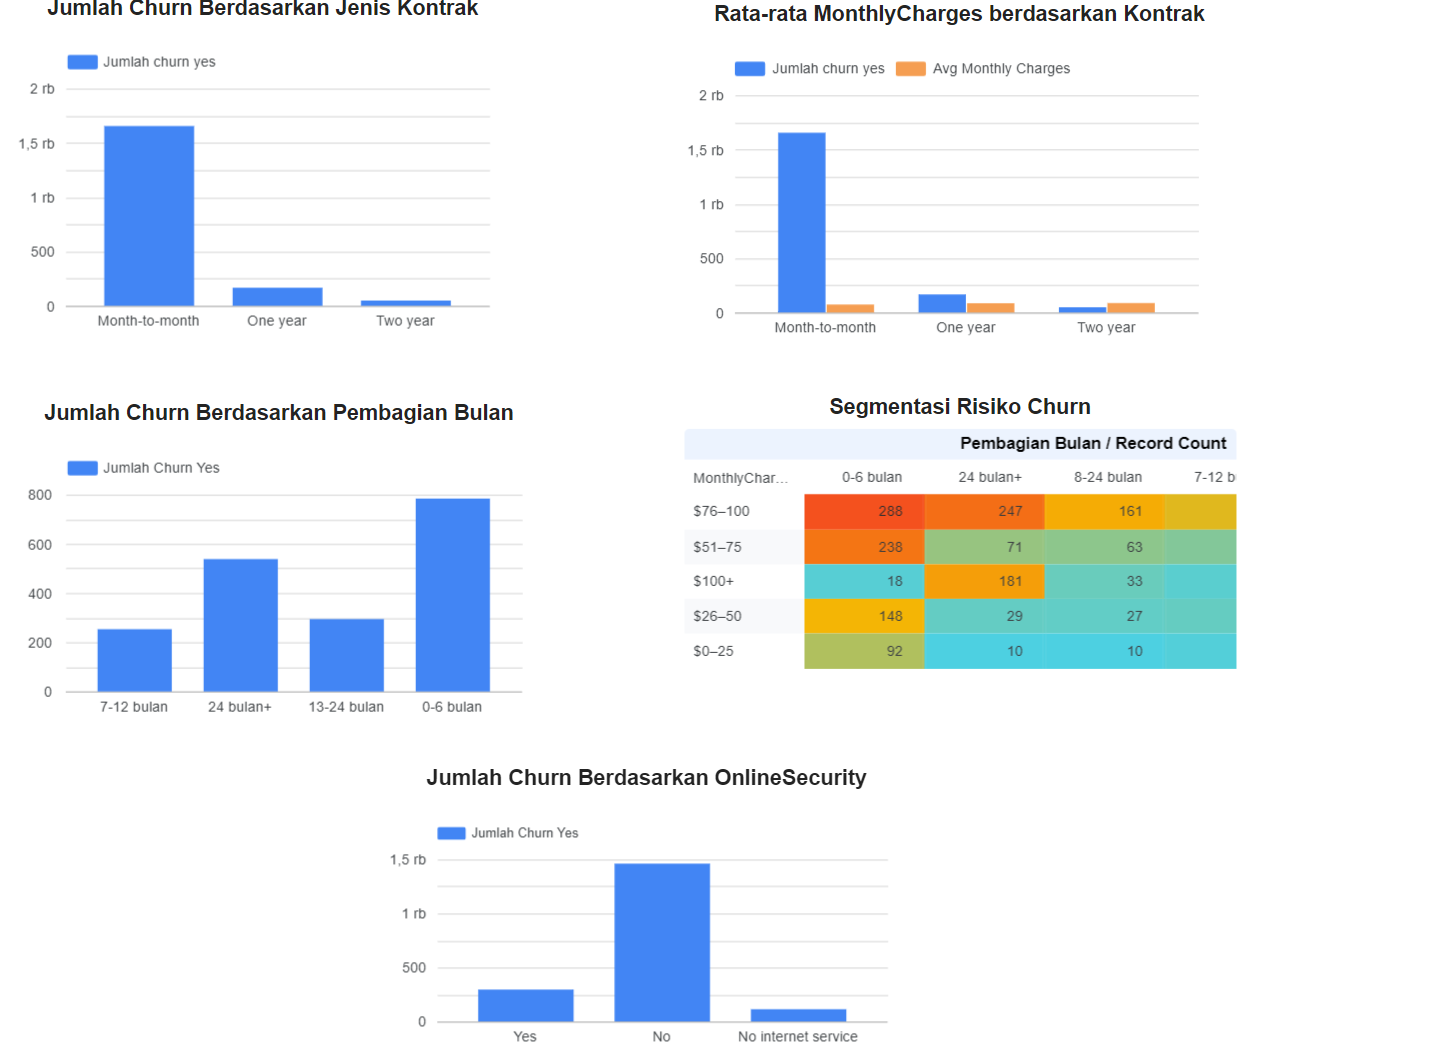 Jumlah Churn Berdasarkan Jenis Kontrak
Jumlah churn yes
2 rb
1,5 rb
1 rb
500
0
Month-to-month One year Two year
Rata-rata MonthlyCharges berdasarkan Kontrak
Jumlah churn yes Avg Monthly Charges
2 rb
1,5 rb
1 rb
500
0
Month-to-month One year Two year
Jumlah Churn Berdasarkan Pembagian Bulan
Jumlah Churn Yes
800
600
400
200
0
7-12 bulan 24 bulan+ 13-24 bulan 0-6 bulan
Segmentasi Risiko Churn
Pembagian Bulan / Record Count
MonthlyChar... 0-6 bulan 24 bulan+ 8-24 bulan 7-12 b
$76–100 288 247 161
$51–75 238 71 63
$100+ 18 181 33
$26–50 148 29 27
$0–25 92 10 10
Jumlah Churn Berdasarkan OnlineSecurity
Jumlah Churn Yes
1,5 rb
1 rb
500
0
Yes No No internet service